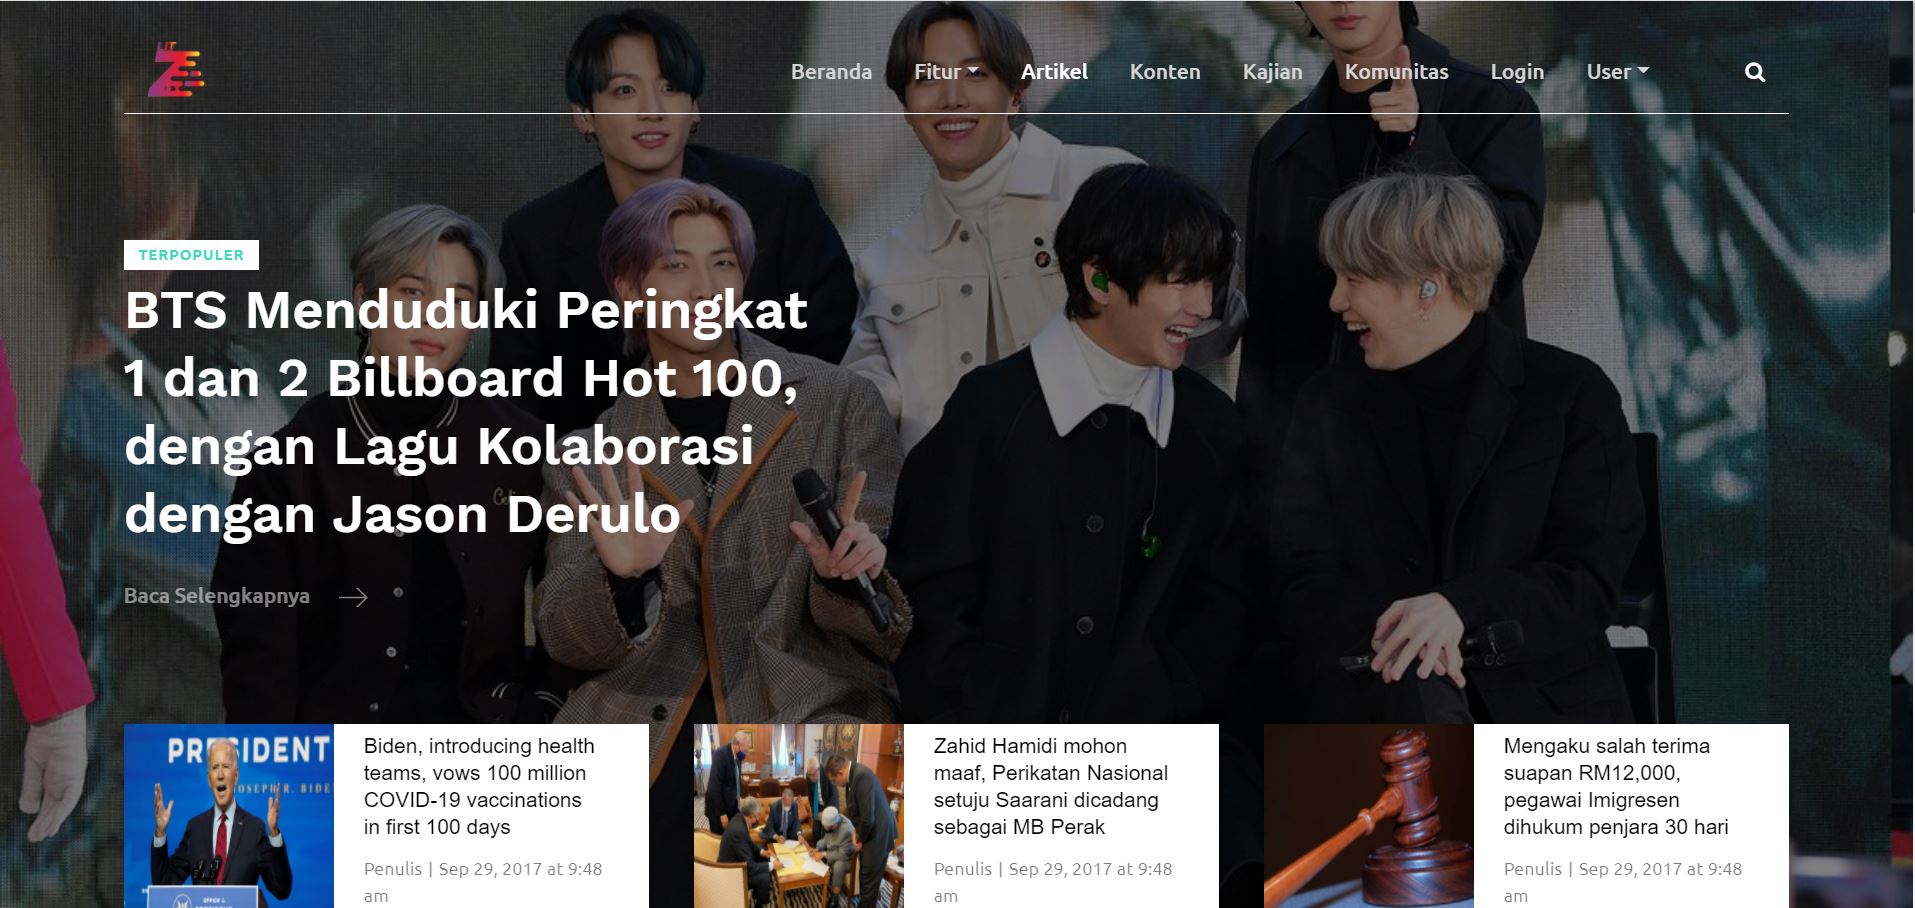 LIT
Z
Beranda Fitur Artikel Konten Kajian Komunitas Login User
TERPOPULER
BTS Menduduki Peringkat
1 dan 2 Billboard Hot 100,
dengan Lagu Kolaborasi
dengan Jason Derulo
Baca Selengkapnya
PRESIDENT
JOSEPH R. BIDE
OFFICE of the
Biden, introducing health
teams, vows 100 million
COVID-19 vaccinations
in first 100 days
Penulis | Sep 29, 2017 at 9:48
am
Zahid Hamidi mohon
maaf, Perikatan Nasional
setuju Saarani dicadang
sebagai MB Perak
Penulis | Sep 29, 2017 at 9:48
am
Mengaku salah terima
suapan RM12,000,
pegawai Imigresen
dihukum penjara 30 hari
Penulis | Sep 29, 2017 at 9:48
am